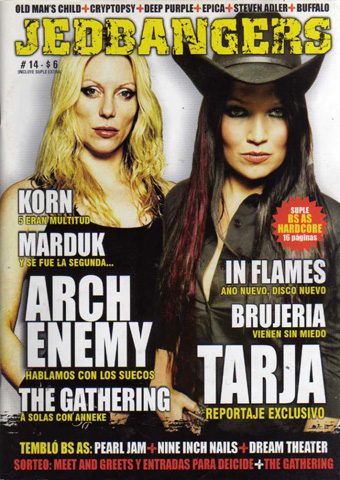 OLD MAN'S CHILD+CRYPTOPSY+DEEP PURPLE+EPICA+STEVEN ADLER+BUFFALO
JEDBANGERS
# 14 - $ 6
(INCLUYE SUPLE EXTRA)
KORN
5 ERAN MULTITUD
MARDUK
Y SE FUE LA SEGUNDA...
ARCH
ENEMY
HABLAMOS CON LOS SUECOS
THE GATHERING
A SOLAS CON ANNEKE
SUPLE
BS AS
HARDCORE
16 páginas
IN FLAMES
AÑO NUEVO, DISCO NUEVO
BRUJERIA
VIENEN SIN MIEDO
TARJA
REPORTAJE EXCLUSIVO
TEMBLÓ BS AS: PEARL JAM+NINE INCH NAILS+DREAM THEATER
SORTEO: MEET AND GREETS Y ENTRADAS PARA DEICIDE+THE GATHERING